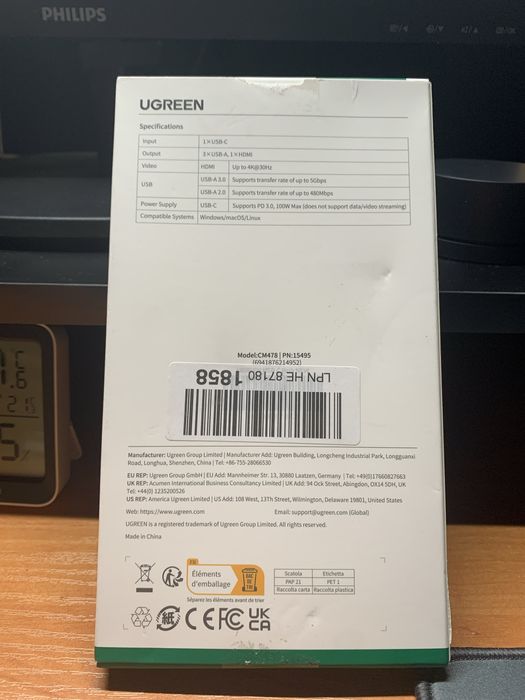 PHILIPS
UGREEN
Specifications
Input 1×USB-C
Output 3×USB-A, 1×HDMI
Video HDMI Up to 4K@30Hz
USB USB-A 3.0 Supports transfer rate of up to 5Gbps
USB-A 2.0 Supports transfer rate of up to 480Mbps
Power Supply USB-C Supports PD 3.0, 100W Max (does not support data/video streaming)
Compatible Systems Windows/macOS/Linux
Model:CM478 | PN:15495
(6941876214952)
LPN HE 87180 1858
Manufacturer: Ugreen Group Limited | Manufacturer Add: Ugreen Building, Longcheng Industrial Park, Longguanxi
Road, Longhua, Shenzhen, China | Tel: +86-755-28066530
EU REP: Ugreen Group GmbH | EU Add: Mannheimer Str. 13, 30880 Laatzen, Germany | Tel: +49(0)17660827663
UK REP: Acumen International Business Consultancy Limited | UK Add: 94 Ock Street, Abingdon, OX14 5DH, UK
Tel: +44(0) 1235200526
US REP: America Ugreen Limited | US Add: 108 West, 13Th Street, Wilmington, Delaware 19801, United States
Web: https://www.ugreen.com Email: support@ugreen.com (Global)
UGREEN is a registered trademark of Ugreen Group Limited. All rights reserved.
Made in China
FR
Éléments
d'emballage
BAC
DE
TRI
Séparez les éléments avant de trier
Scatola Etichetta
PAP 21 PET 1
Raccolta carta Raccolta plastica
紙
CE FC UK
CA